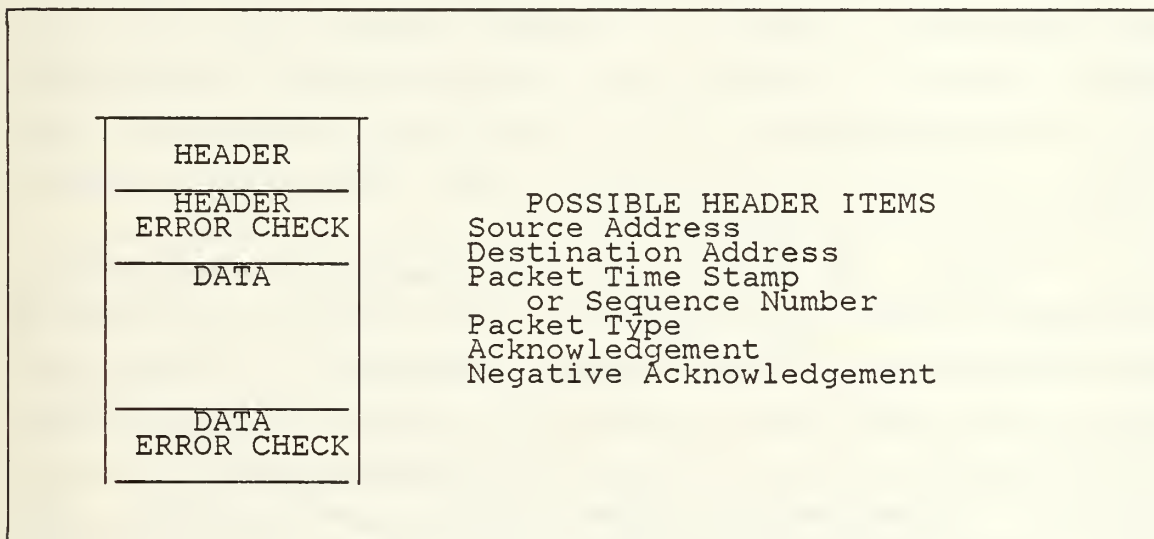 HEADER
HEADER
ERROR CHECK
DATA
DATA
ERROR CHECK
POSSIBLE HEADER ITEMS
Source Address
Destination Address
Packet Time Stamp
or Sequence Number
Packet Type
Acknowledgement
Negative Acknowledgement